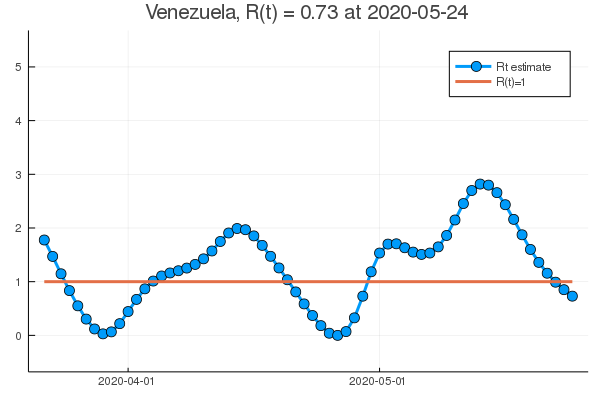 Venezuela, R(t) = 0.73 at 2020-05-24
5
Rt estimate
R(t)=1
4
3
2
1
0
2020-04-01
2020-05-01